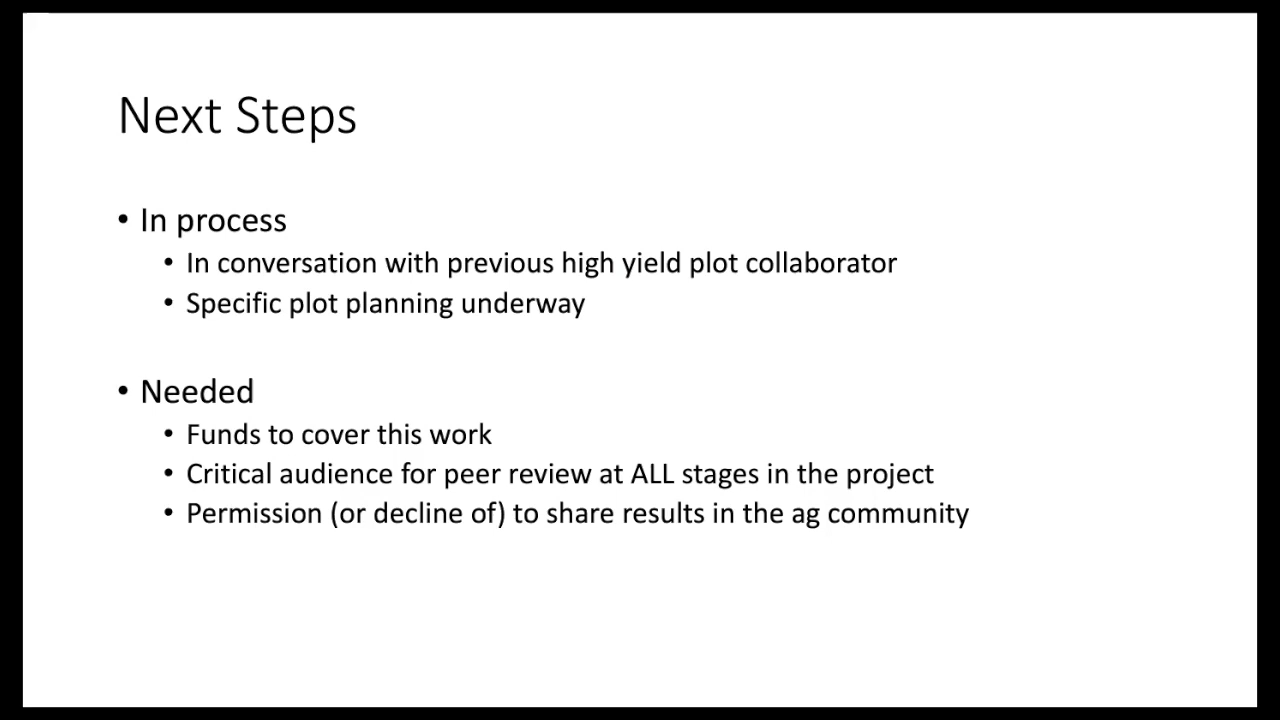 Next Steps
• In process
• In conversation with previous high yield plot collaborator
• Specific plot planning underway
• Needed
• Funds to cover this work
• Critical audience for peer review at ALL stages in the project
• Permission (or decline of) to share results in the ag community